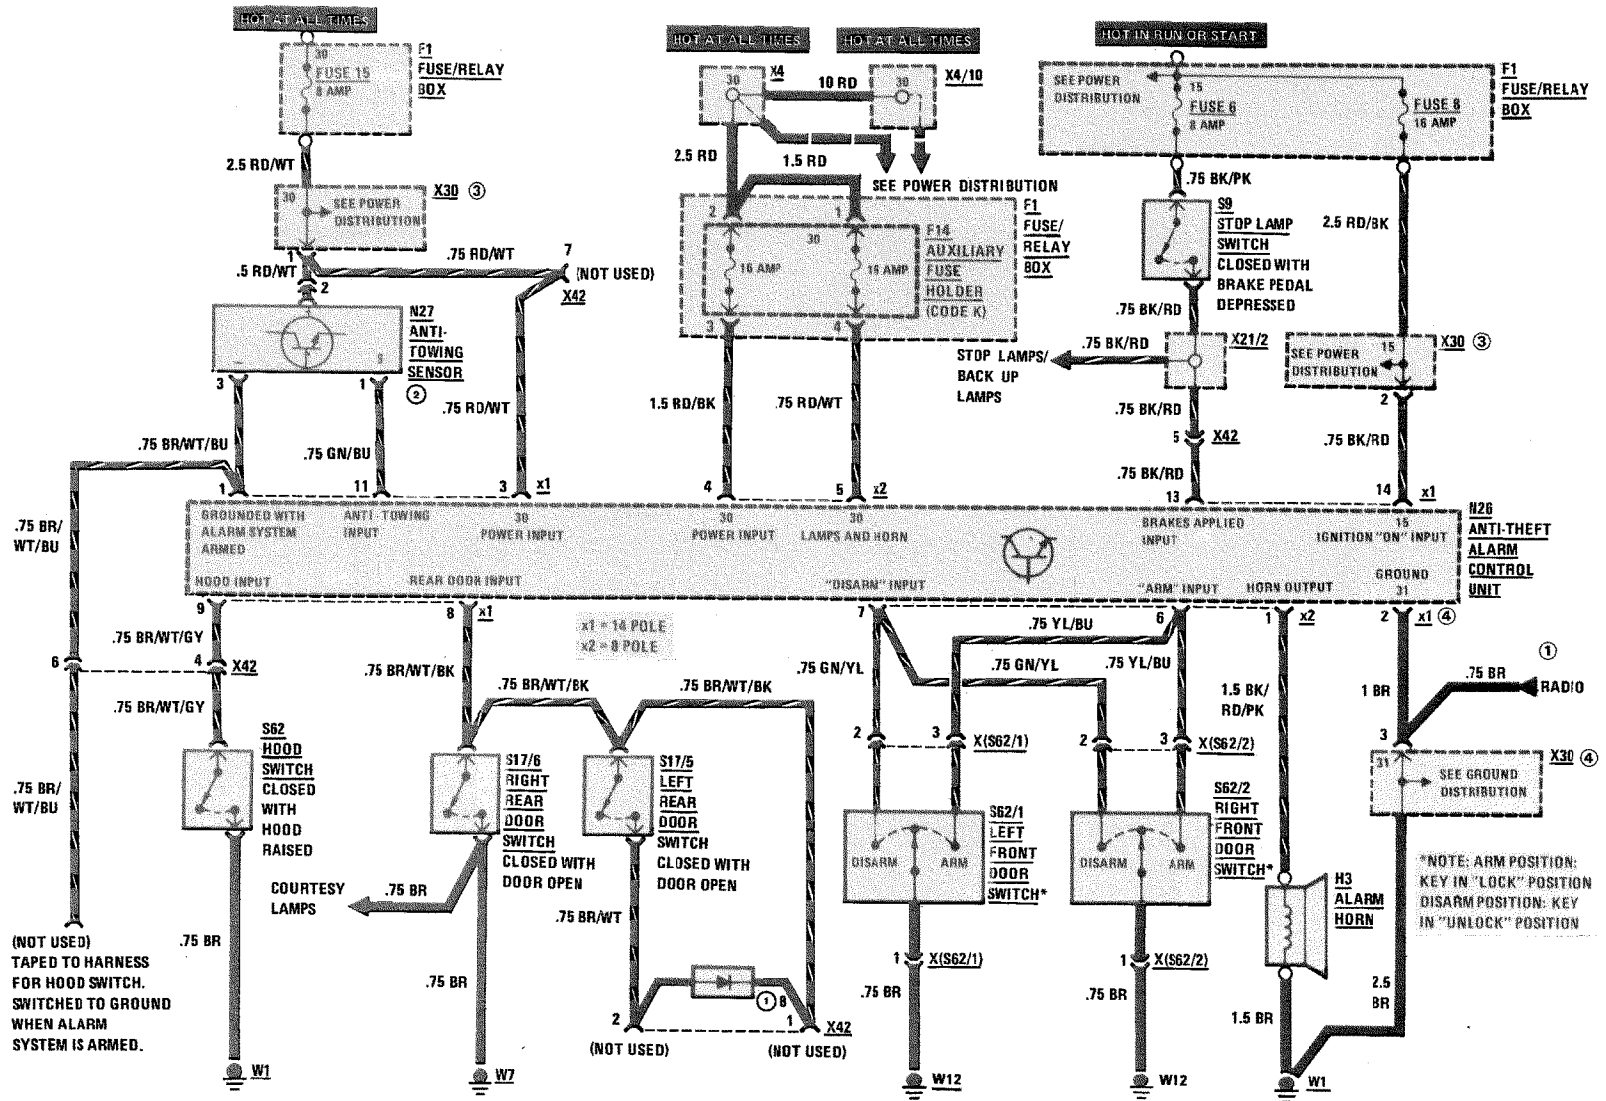 HOT AT ALL TIMES
30
FUSE 15
8 AMP
F1
FUSE/RELAY
BOX
2.5 RD/WT
30
SEE POWER
DISTRIBUTION
X30 ③
1
.75 RD/WT
.5 RD/WT
2
7
(NOT USED)
X42
N27
ANTI-
TOWING
SENSOR
②
3
1
.75 RD/WT
.75 BR/WT/BU
.75 GN/BU
1
11
3
x1
HOT AT ALL TIMES
HOT AT ALL TIMES
30
X4
10 RD
30
X4/10
2.5 RD
1.5 RD
SEE POWER DISTRIBUTION
2
1
F1
FUSE/
RELAY
BOX
30
16 AMP
16 AMP
F14
AUXILIARY
FUSE
HOLDER
(CODE K)
3
4
1.5 RD/BK
.75 RD/WT
4
5
x2
HOT IN RUN OR START
SEE POWER
DISTRIBUTION
15
FUSE 6
8 AMP
FUSE 8
16 AMP
F1
FUSE/RELAY
BOX
.75 BK/PK
S9
STOP LAMP
SWITCH
CLOSED WITH
BRAKE PEDAL
DEPRESSED
2.5 RD/BK
.75 BK/RD
X21/2
STOP LAMPS/
BACK UP
LAMPS
.75 BK/RD
15
SEE POWER
DISTRIBUTION
X30 ③
2
.75 BK/RD
5
X42
.75 BK/RD
.75 BK/RD
13
14
x1
GROUNDED WITH
ALARM SYSTEM
ARMED
ANTI-TOWING
INPUT
30
POWER INPUT
30
POWER INPUT
30
LAMPS AND HORN
BRAKES APPLIED
INPUT
15
IGNITION "ON" INPUT
N26
ANTI-THEFT
ALARM
CONTROL
UNIT
HOOD INPUT
REAR DOOR INPUT
"DISARN" INPUT
"ARM" INPUT
HORN OUTPUT
GROUND
31
.75 BR/
WT/BU
9
8
x1
x1 = 14 POLE
x2 = 8 POLE
7
6
1
x2
2
x1 ④
.75 BR/WT/GY
6
4
X42
.75 BR/WT/GY
.75 BR/WT/BK
.75 BR/WT/BK
.75 BR/WT/BK
.75 YL/BU
.75 GN/YL
.75 GN/YL
.75 YL/BU
1.5 BK/
RD/PK
1 BR
.75 BR
①
RADIO
S62
HOOD
SWITCH
CLOSED
WITH
HOOD
RAISED
.75 BR/
WT/BU
S17/6
RIGHT
REAR
DOOR
SWITCH
CLOSED WITH
DOOR OPEN
S17/5
LEFT
REAR
DOOR
SWITCH
CLOSED WITH
DOOR OPEN
2
3
X(S62/1)
2
3
X(S62/2)
3
31
SEE GROUND
DISTRIBUTION
X30 ④
DISARM
ARM
S62/1
LEFT
FRONT
DOOR
SWITCH*
DISARM
ARM
S62/2
RIGHT
FRONT
DOOR
SWITCH*
H3
ALARM
HORN
*NOTE: ARM POSITION:
KEY IN "LOCK" POSITION
DISARM POSITION: KEY
IN "UNLOCK" POSITION
COURTESY
LAMPS
.75 BR
.75 BR/WT
(NOT USED)
TAPED TO HARNESS
FOR HOOD SWITCH.
SWITCHED TO GROUND
WHEN ALARM
SYSTEM IS ARMED.
.75 BR
.75 BR
① 8
2
1
X42
(NOT USED)
(NOT USED)
1
X(S62/1)
.75 BR
1
X(S62/2)
.75 BR
1.5 BR
2.5
BR
W1
W7
W12
W12
W1